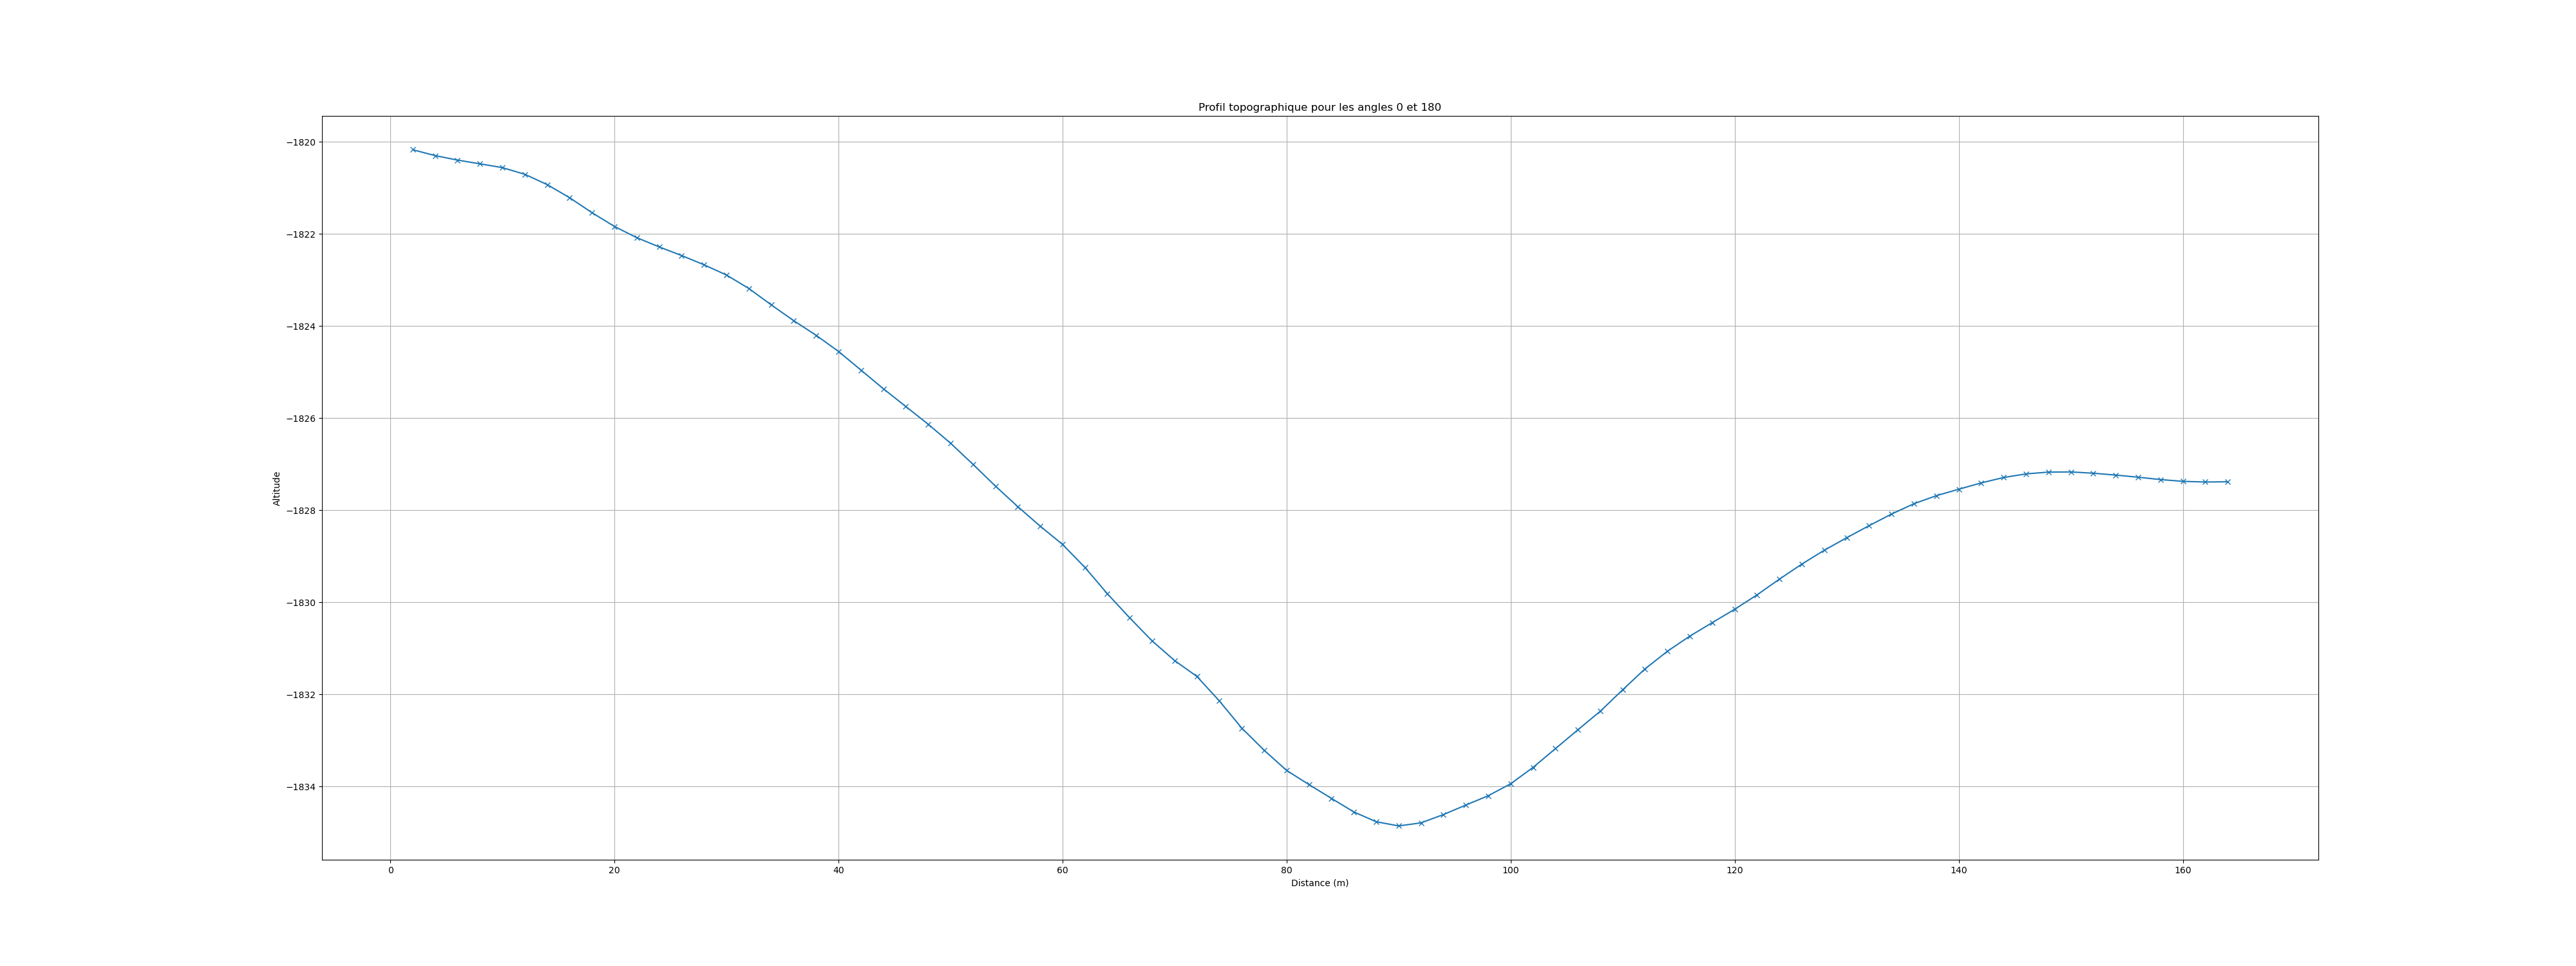 Profil topographique pour les angles 0 et 180
−1820
−1822
−1824
−1826
−1828
−1830
−1832
−1834
Altitude
0 20 40 60 80 100 120 140 160
Distance (m)